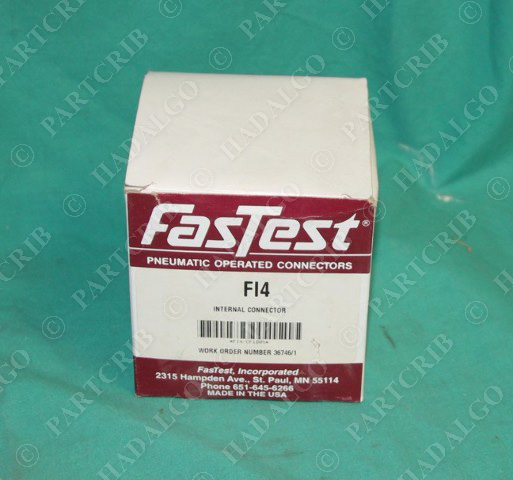 FasTest®
PNEUMATIC OPERATED CONNECTORS
FI4
INTERNAL CONNECTOR
WORK ORDER NUMBER 36746/1
FasTest, Incorporated
2315 Hampden Ave., St. Paul, MN 55114
Phone 651-645-6266
MADE IN THE USA
© PARTCRIB
© HADALGO